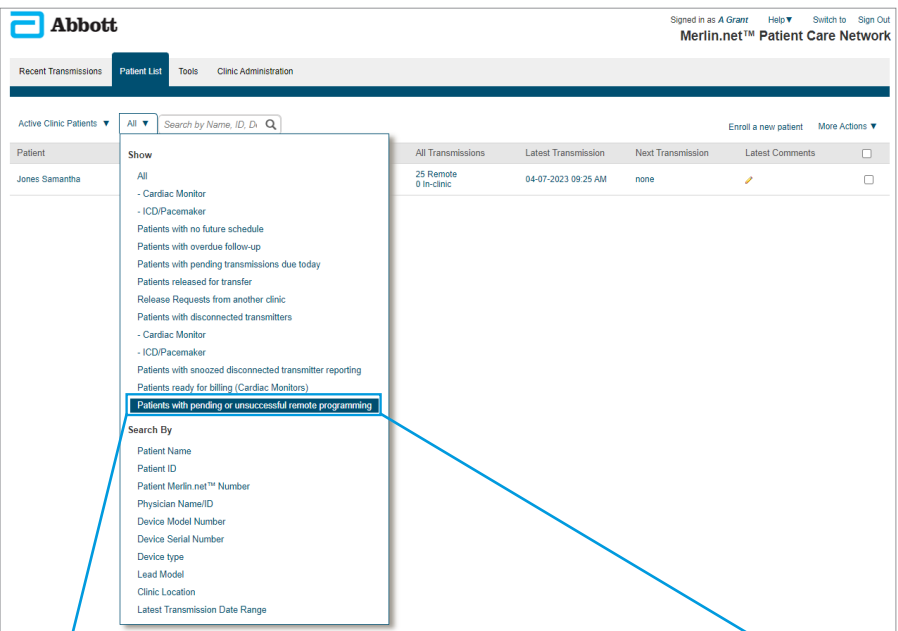 Abbott
Signed in as A Grant Help▼ Switch to Sign Out
Merlin.net™ Patient Care Network
Recent Transmissions Patient List Tools Clinic Administration
Active Clinic Patients ▼ All ▼ Search by Name, ID, D Enroll a new patient More Actions ▼
Patient All Transmissions Latest Transmission Next Transmission Latest Comments
Jones Samantha 25 Remote 04-07-2023 09:25 AM none
0 In-clinic
Show
All
- Cardiac Monitor
- ICD/Pacemaker
Patients with no future schedule
Patients with overdue follow-up
Patients with pending transmissions due today
Patients released for transfer
Release Requests from another clinic
Patients with disconnected transmitters
- Cardiac Monitor
- ICD/Pacemaker
Patients with snoozed disconnected transmitter reporting
Patients ready for billing (Cardiac Monitors)
Patients with pending or unsuccessful remote programming
Search By
Patient Name
Patient ID
Patient Merlin.net™ Number
Physician Name/ID
Device Model Number
Device Serial Number
Device type
Lead Model
Clinic Location
Latest Transmission Date Range